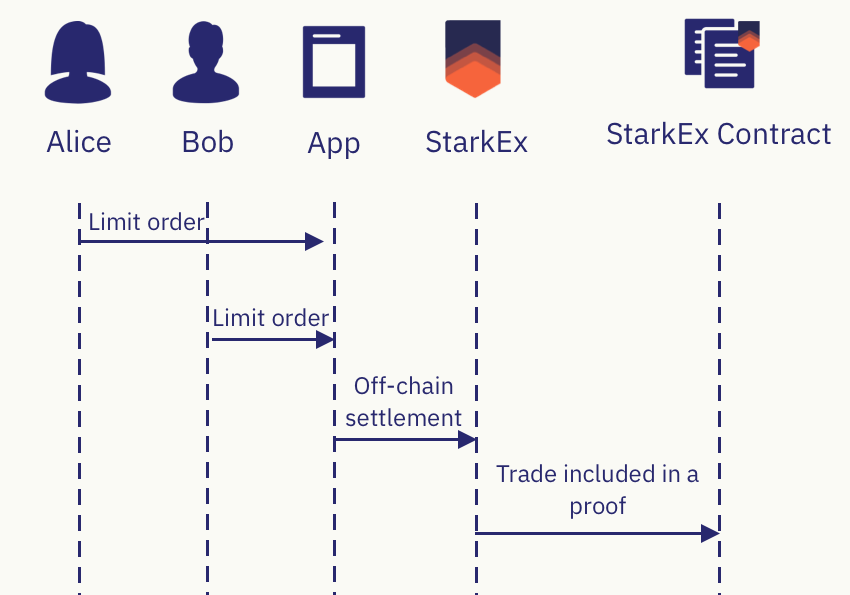 Alice
Bob
App
StarkEx
StarkEx Contract
Limit order
Limit order
Off-chain
settlement
Trade included in a
proof